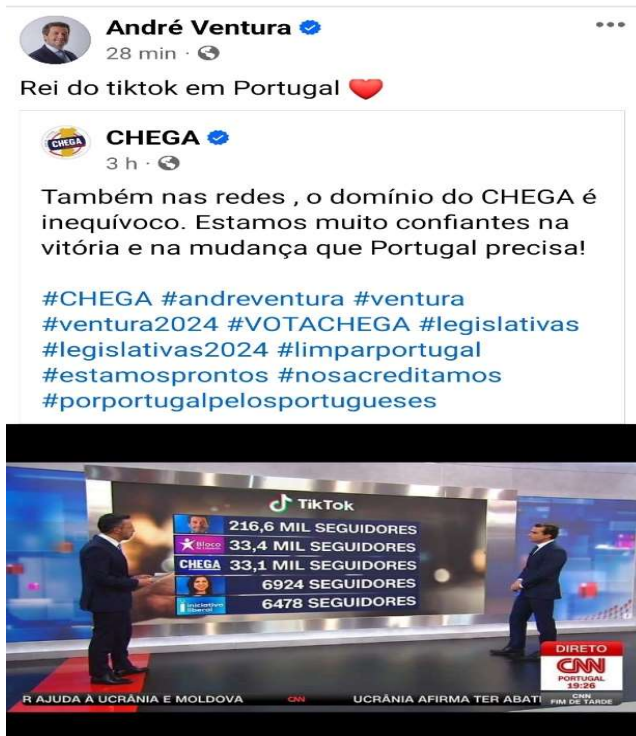 André Ventura
28 min
Rei do tiktok em Portugal
CHEGA
CHEGA
3 h
Também nas redes , o domínio do CHEGA é
inequívoco. Estamos muito confiantes na
vitória e na mudança que Portugal precisa!
#CHEGA #andreventura #ventura
#ventura2024 #VOTACHEGA #legislativas
#legislativas2024 #limparportugal
#estamosprontos #nosacreditamos
#porportugalpelosportugueses
TikTok
216,6 MIL SEGUIDORES
Bloco 33,4 MIL SEGUIDORES
CHEGA 33,1 MIL SEGUIDORES
6924 SEGUIDORES
iniciativa liberal 6478 SEGUIDORES
DIRETO
CNN
PORTUGAL
19:26
CNN
FIM DE TARDE
R AJUDA À UCRÂNIA E MOLDOVA CNN UCRÂNIA AFIRMA TER ABATI